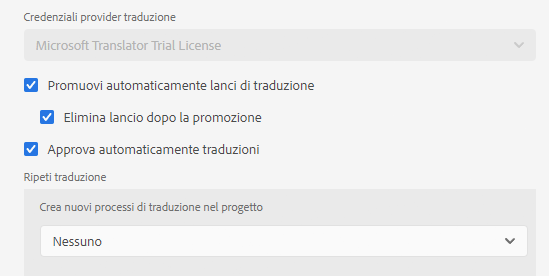 Credenziali provider traduzione
Microsoft Translator Trial License
Promuovi automaticamente lanci di traduzione
Elimina lancio dopo la promozione
Approva automaticamente traduzioni
Ripeti traduzione
Crea nuovi processi di traduzione nel progetto
Nessuno